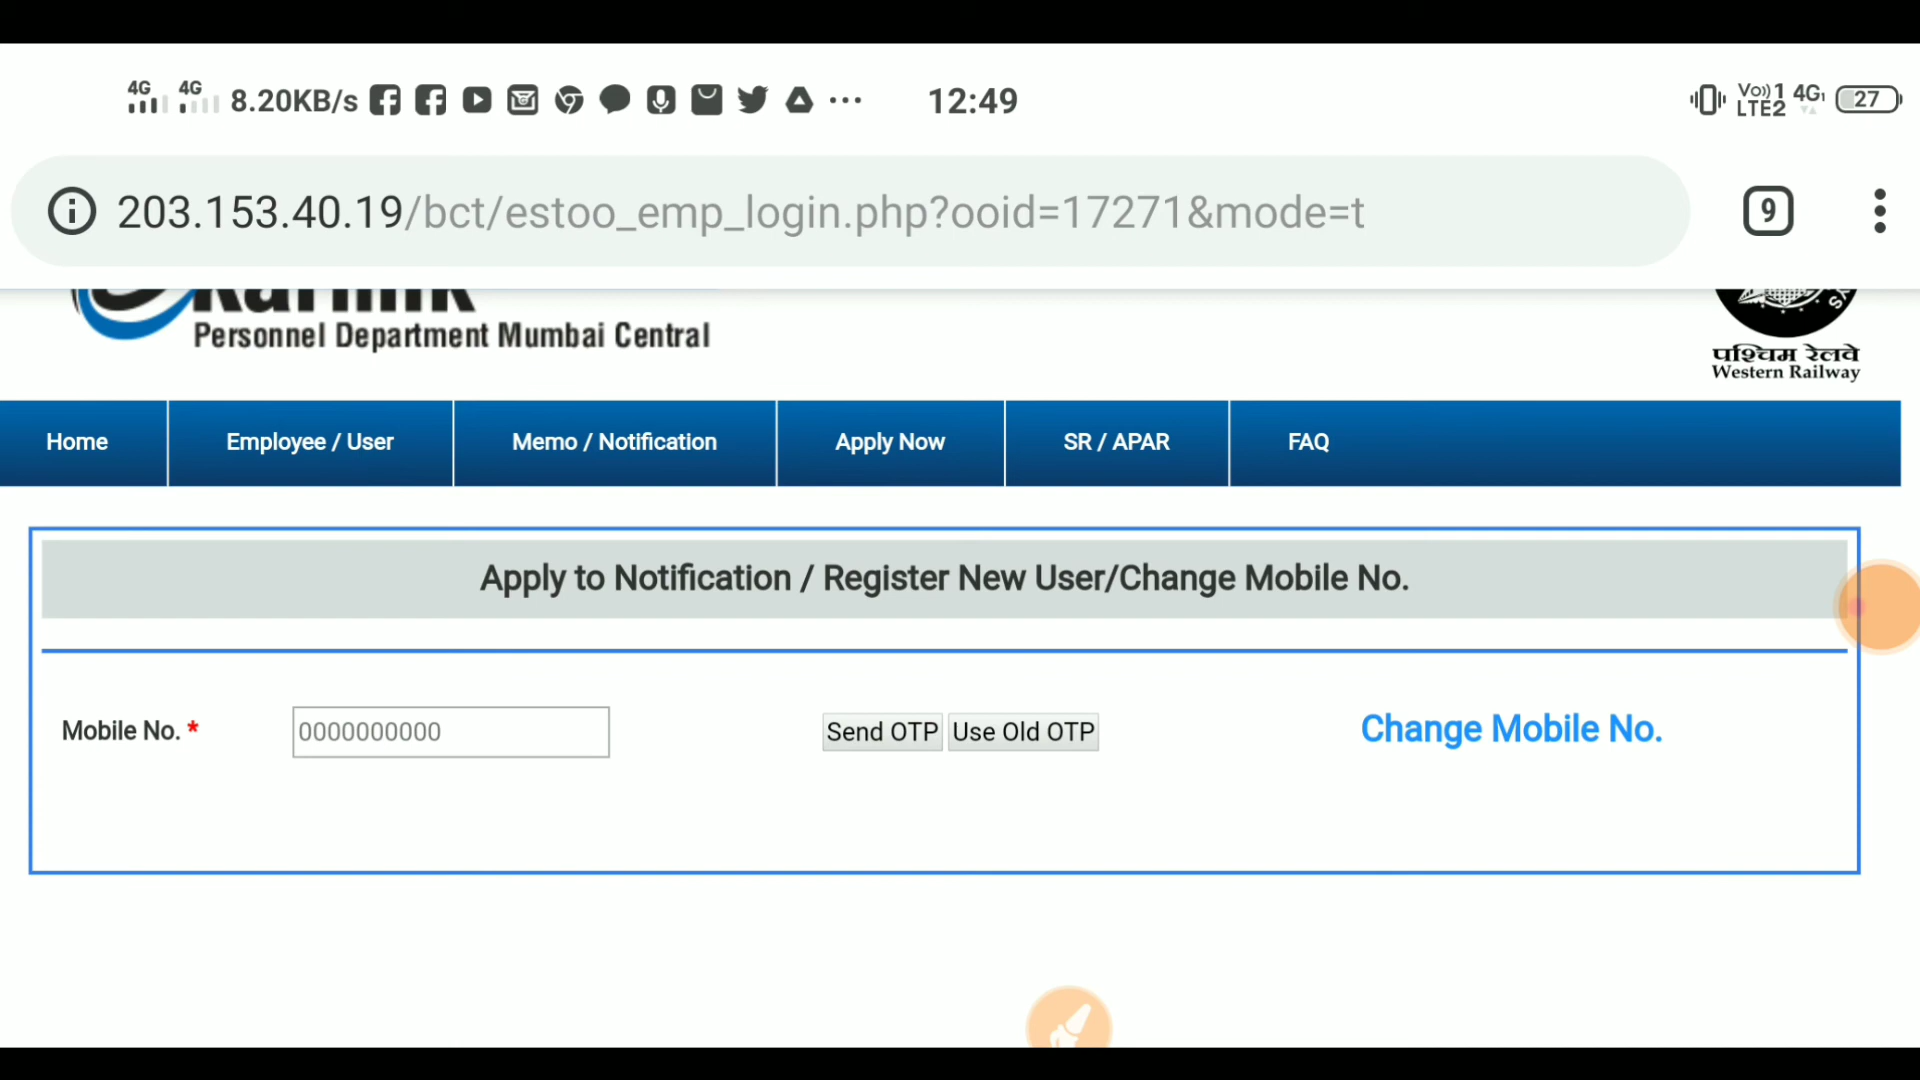 4G 4G 8.20KB/s 12:49 Vo)) 1 LTE2 4G1 27
203.153.40.19/bct/estoo_emp_login.php?ooid=17271&mode=t 9
Personnel Department Mumbai Central
पश्चिम रेलवे
Western Railway
Home Employee / User Memo / Notification Apply Now SR / APAR FAQ
Apply to Notification / Register New User/Change Mobile No.
Mobile No. * 0000000000 Send OTP Use Old OTP Change Mobile No.